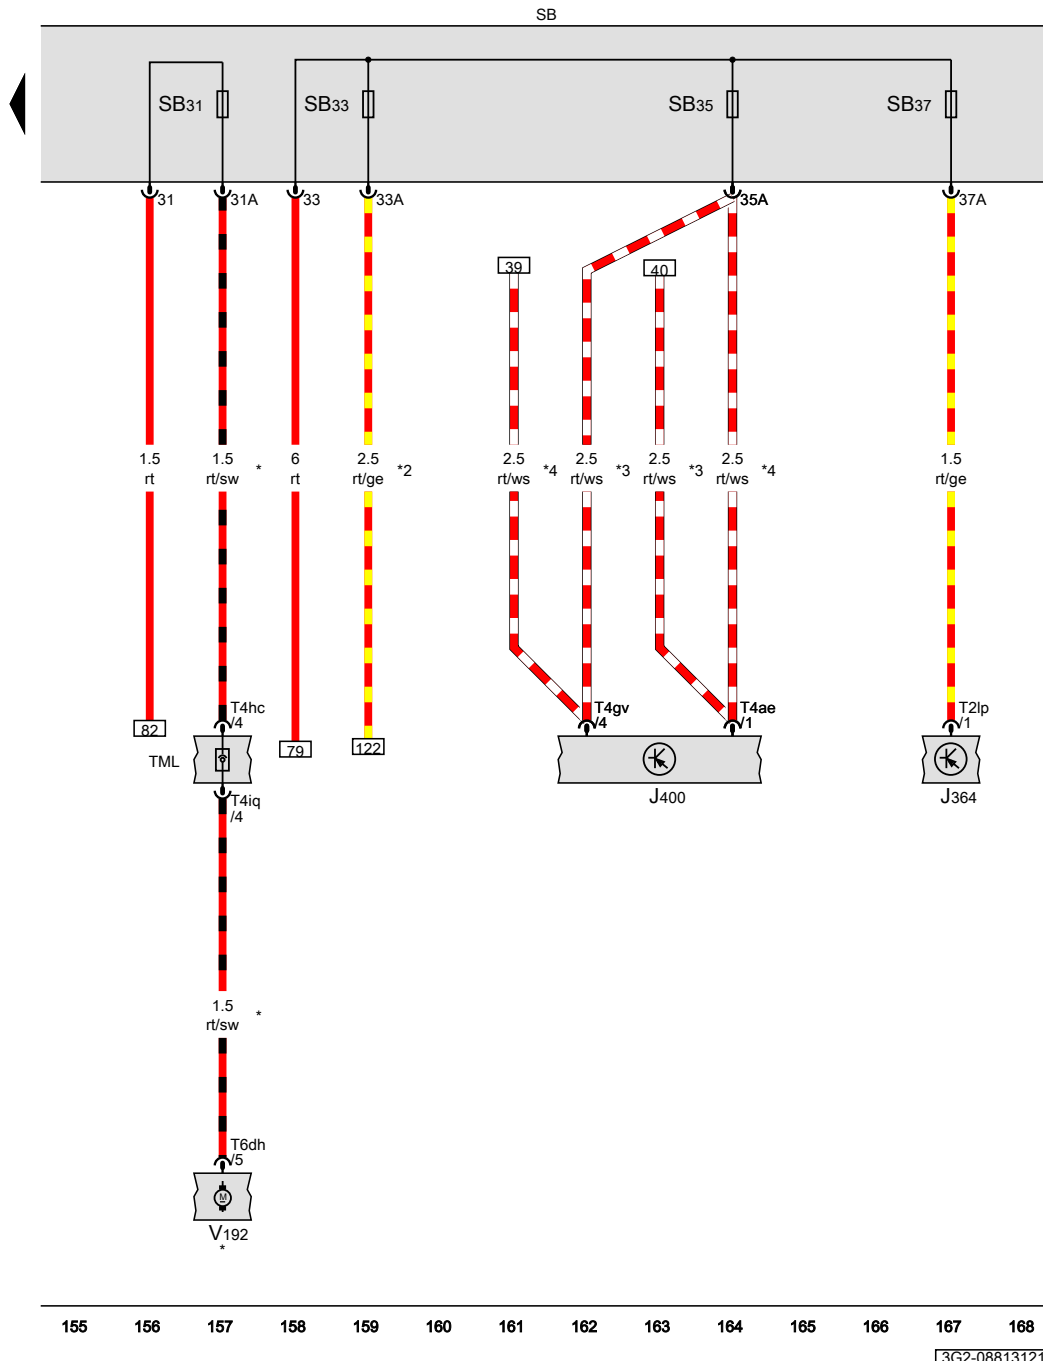 SB
SB31 SB33 SB35 SB37
31 31A 33 33A 35A 37A
39 40
1.5 1.5 6 2.5 2.5 2.5 2.5 2.5 1.5
rt rt/sw * rt rt/ge *2 rt/ws *4 rt/ws *3 rt/ws *3 rt/ws *4 rt/ge
T4hc T4gv T4ae T2lp
/4 /4 /1 /1
82 79 122
TML
J400 J364
T4iq
/4
1.5
rt/sw *
T6dh
/5
M
V192
*
155 156 157 158 159 160 161 162 163 164 165 166 167 168
3G2-08813121